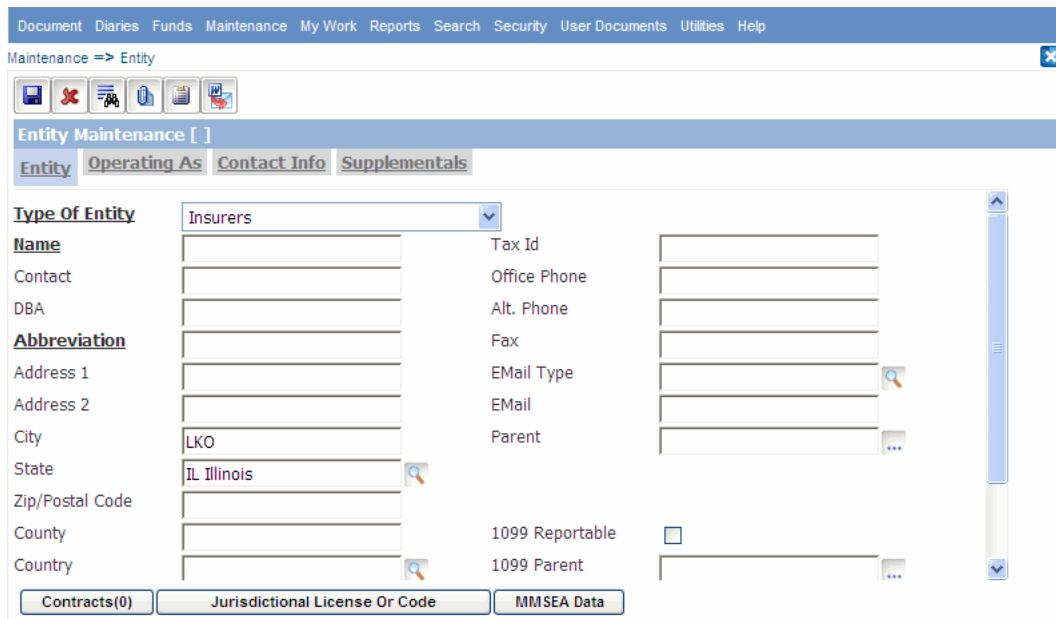 Document Diaries Funds Maintenance My Work Reports Search Security User Documents Utilities Help
Maintenance => Entity
Entity Maintenance [ ]
Entity Operating As Contact Info Supplementals
Type Of Entity Insurers
Name Tax Id
Contact Office Phone
DBA Alt. Phone
Abbreviation Fax
Address 1 EMail Type
Address 2 EMail
City LKO Parent
State IL Illinois
Zip/Postal Code
County 1099 Reportable
Country 1099 Parent
Contracts(0) Jurisdictional License Or Code MMSEA Data